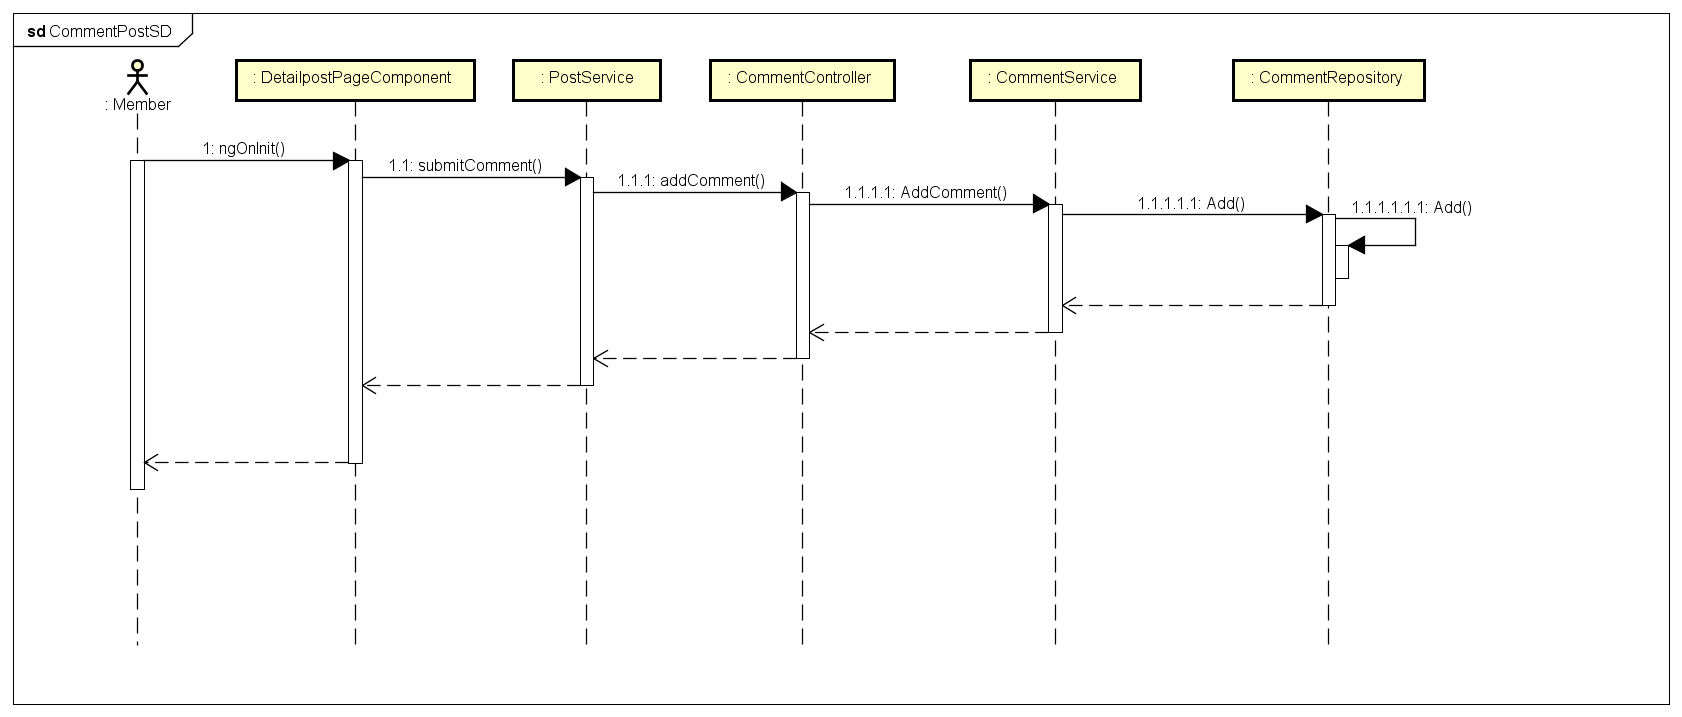 sd CommentPostSD
: Member
: DetailpostPageComponent
: PostService
: CommentController
: CommentService
: CommentRepository
1: ngOnInit()
1.1: submitComment()
1.1.1: addComment()
1.1.1.1: AddComment()
1.1.1.1.1: Add()
1.1.1.1.1.1: Add()